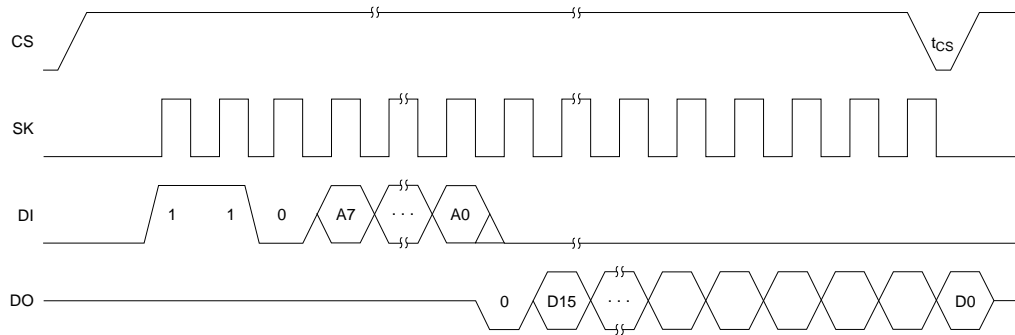 CS t_CS
SK
DI 1 1 0 A7 · · · A0
DO 0 D15 · · · D0